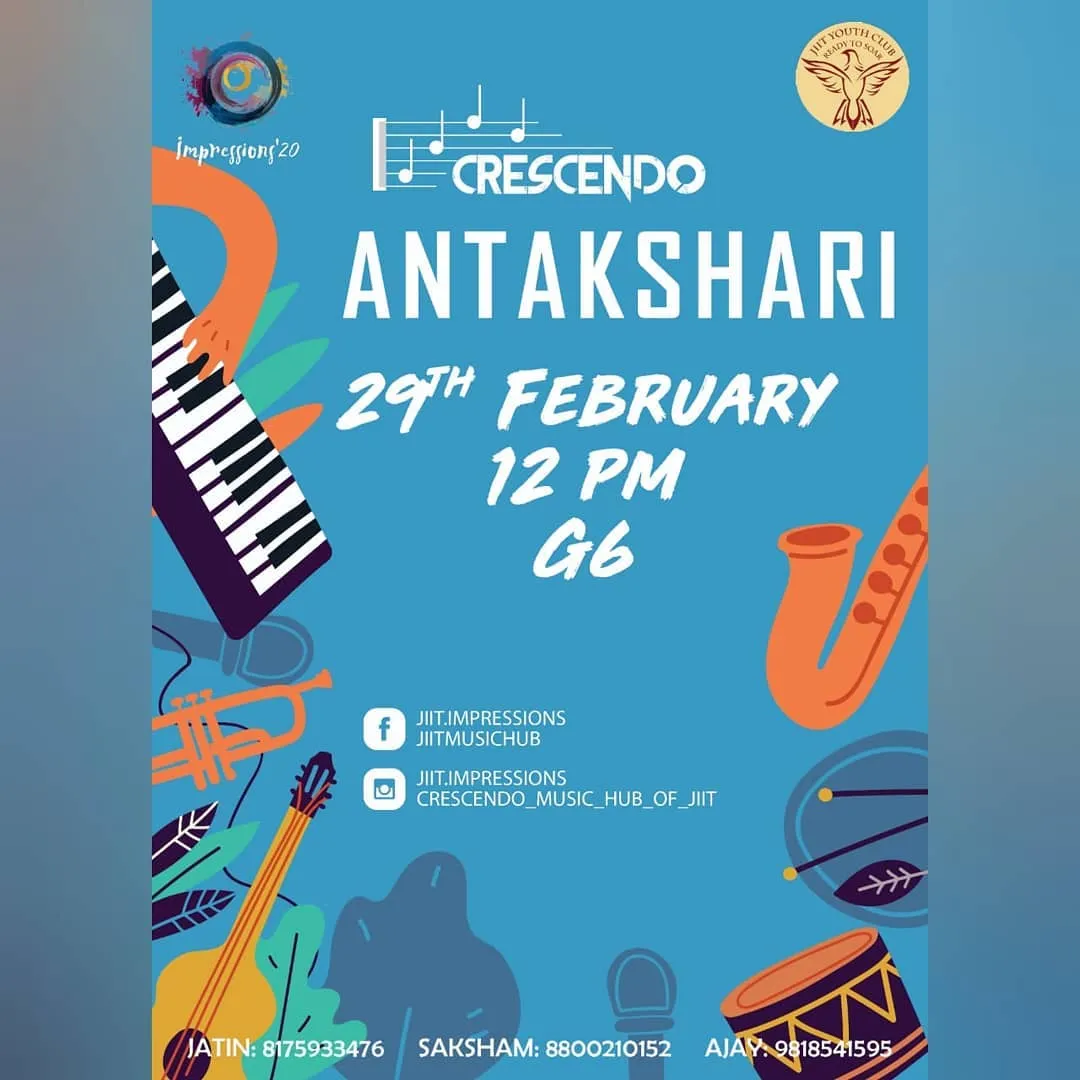 Impressions'20
JIIT YOUTH CLUB
READY TO SOAR
CRESCENDO
ANTAKSHARI
29TH FEBRUARY
12 PM
G6
JIIT.IMPRESSIONS
JIITMUSICHUB
JIIT.IMPRESSIONS
CRESCENDO_MUSIC_HUB_OF_JIIT
JATIN: 8175933476 SAKSHAM: 8800210152 AJAY: 9818541595